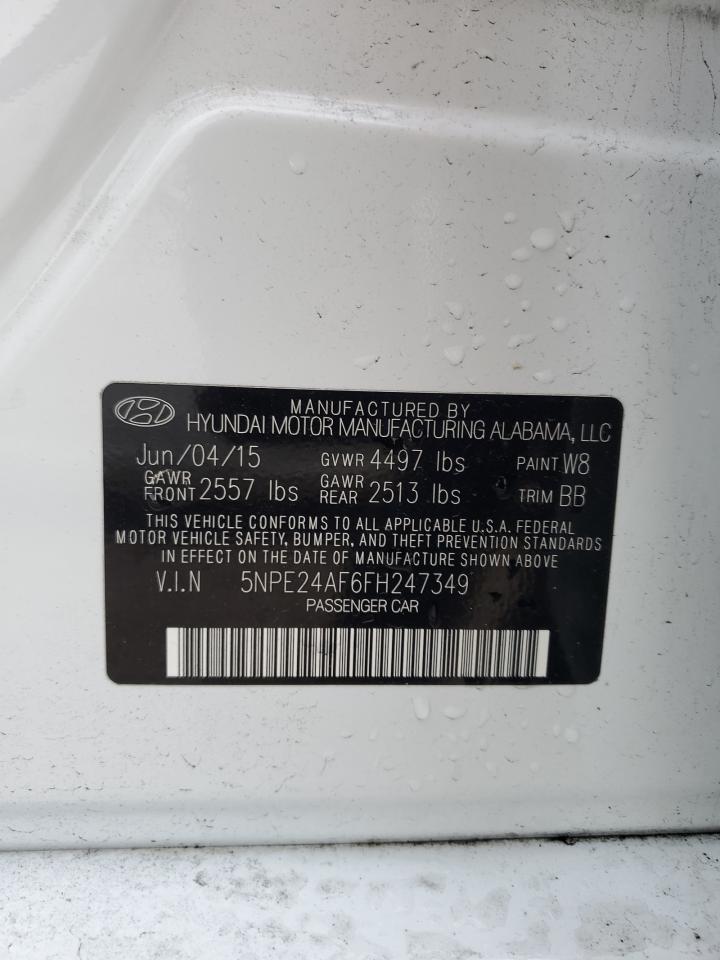 MANUFACTURED BY
HYUNDAI MOTOR MANUFACTURING ALABAMA, LLC
Jun/04/15 GVWR 4497 lbs PAINT W8
GAWR FRONT 2557 lbs GAWR REAR 2513 lbs TRIM BB
THIS VEHICLE CONFORMS TO ALL APPLICABLE U.S.A. FEDERAL
MOTOR VEHICLE SAFETY, BUMPER, AND THEFT PREVENTION STANDARDS
IN EFFECT ON THE DATE OF MANUFACTURE SHOWN ABOVE
V.I.N 5NPE24AF6FH247349
PASSENGER CAR